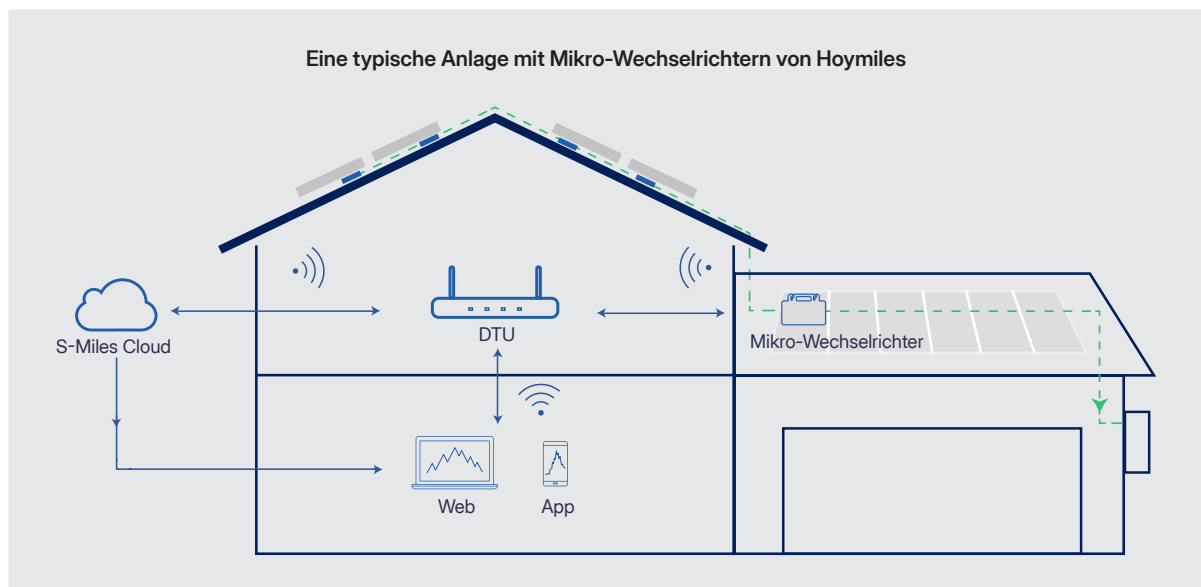 Eine typische Anlage mit Mikro-Wechselrichtern von Hoymiles
S-Miles Cloud
DTU
Mikro-Wechselrichter
Web
App